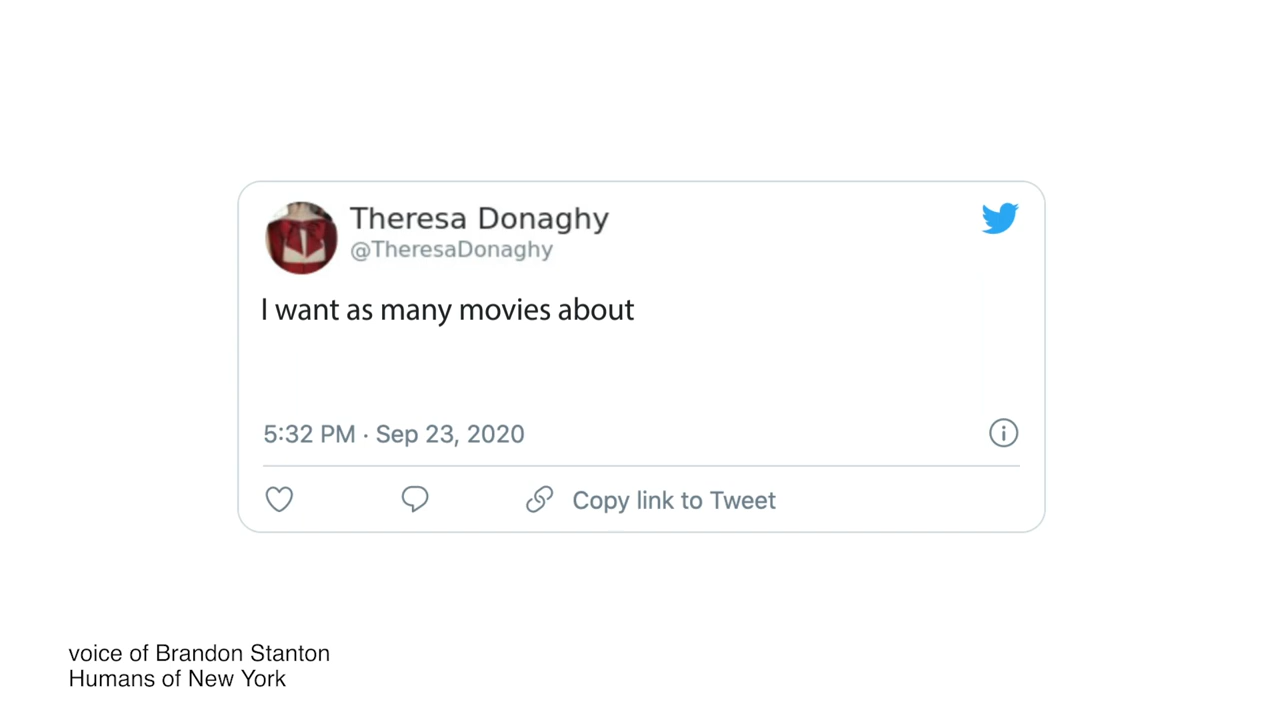 Theresa Donaghy
@TheresaDonaghy
I want as many movies about
5:32 PM · Sep 23, 2020
Copy link to Tweet
voice of Brandon Stanton
Humans of New York